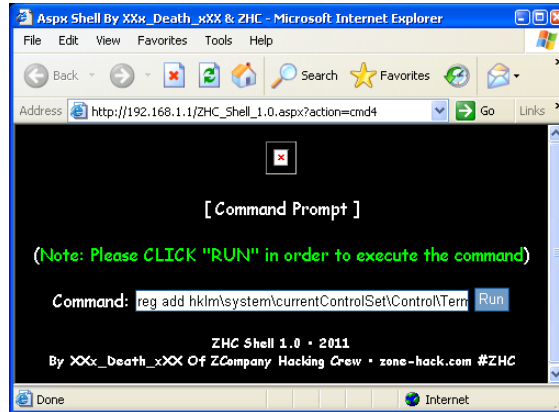 Aspx Shell By XXx_Death_xXX & ZHC - Microsoft Internet Explorer
File Edit View Favorites Tools Help
Back Search Favorites
Address http://192.168.1.1/ZHC_Shell_1.0.aspx?action=cmd4 Go Links
[ Command Prompt ]
(Note: Please CLICK "RUN" in order to execute the command)
Command: reg add hklm\system\currentControlSet\Control\Term Run
ZHC Shell 1.0 • 2011
By XXx_Death_xXX Of ZCompany Hacking Crew • zone-hack.com #ZHC
Done Internet